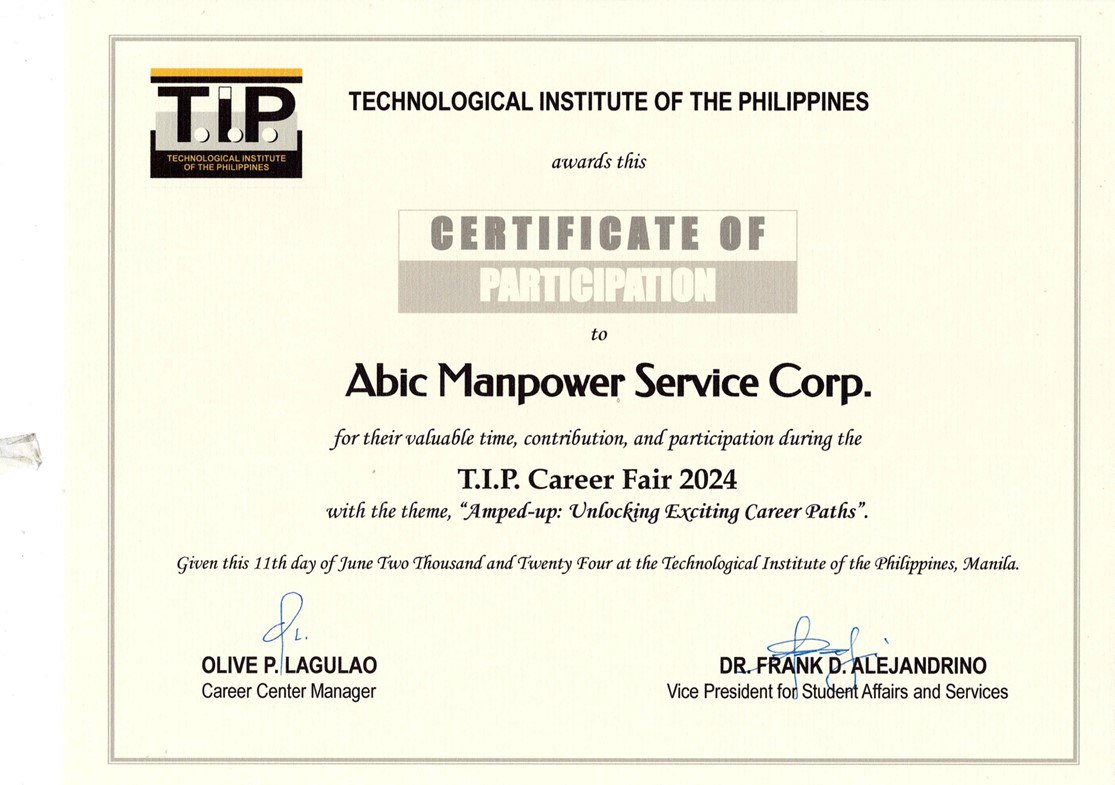 T.I.P.
TECHNOLOGICAL INSTITUTE
OF THE PHILIPPINES
TECHNOLOGICAL INSTITUTE OF THE PHILIPPINES
awards this
CERTIFICATE OF
PARTICIPATION
to
Abic Manpower Service Corp.
for their valuable time, contribution, and participation during the
T.I.P. Career Fair 2024
with the theme, “Amped-up: Unlocking Exciting Career Paths”.
Given this 11th day of June Two Thousand and Twenty Four at the Technological Institute of the Philippines, Manila.
OLIVE P. LAGULAO
Career Center Manager
DR. FRANK D. ALEJANDRINO
Vice President for Student Affairs and Services